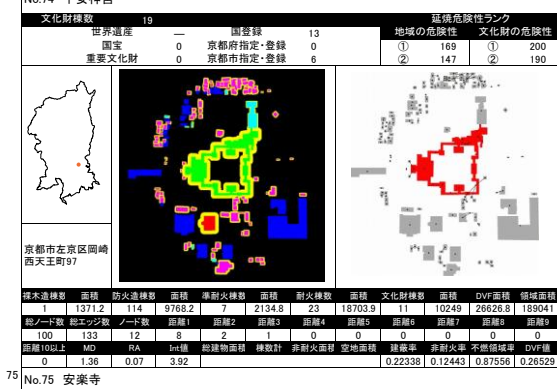 No.74 平安神宮
文化財棟数 19 延焼危険性ランク
世界遺産 — 国登録 13 地域の危険性 文化財の危険性
国宝 0 京都府指定・登録 0 ① 169 ① 200
重要文化財 0 京都市指定・登録 6 ② 147 ② 190
京都市左京区岡崎
西天王町97
裸木造棟数 面積 防火造棟数 面積 準耐火棟数 面積 耐火棟数 面積 文化財棟数 面積 DVF面積 領域面積
1 1371.2 114 9768.2 7 2134.8 23 18703.9 11 10249 26626.8 189041
総ノード数 総エッジ数 ノード数 距離1 距離2 距離3 距離4 距離5 距離6 距離7 距離8 距離9
100 133 12 8 2 1 0 0 0 0 0 0
距離10以上 MD RA Int値 総建物面積 棟数計 非耐火面積 空地面積 建蔽率 非耐火率 不燃領域率 DVF値
0 1.36 0.07 3.92 0.22338 0.12443 0.87556 0.26529
75 No.75 安楽寺